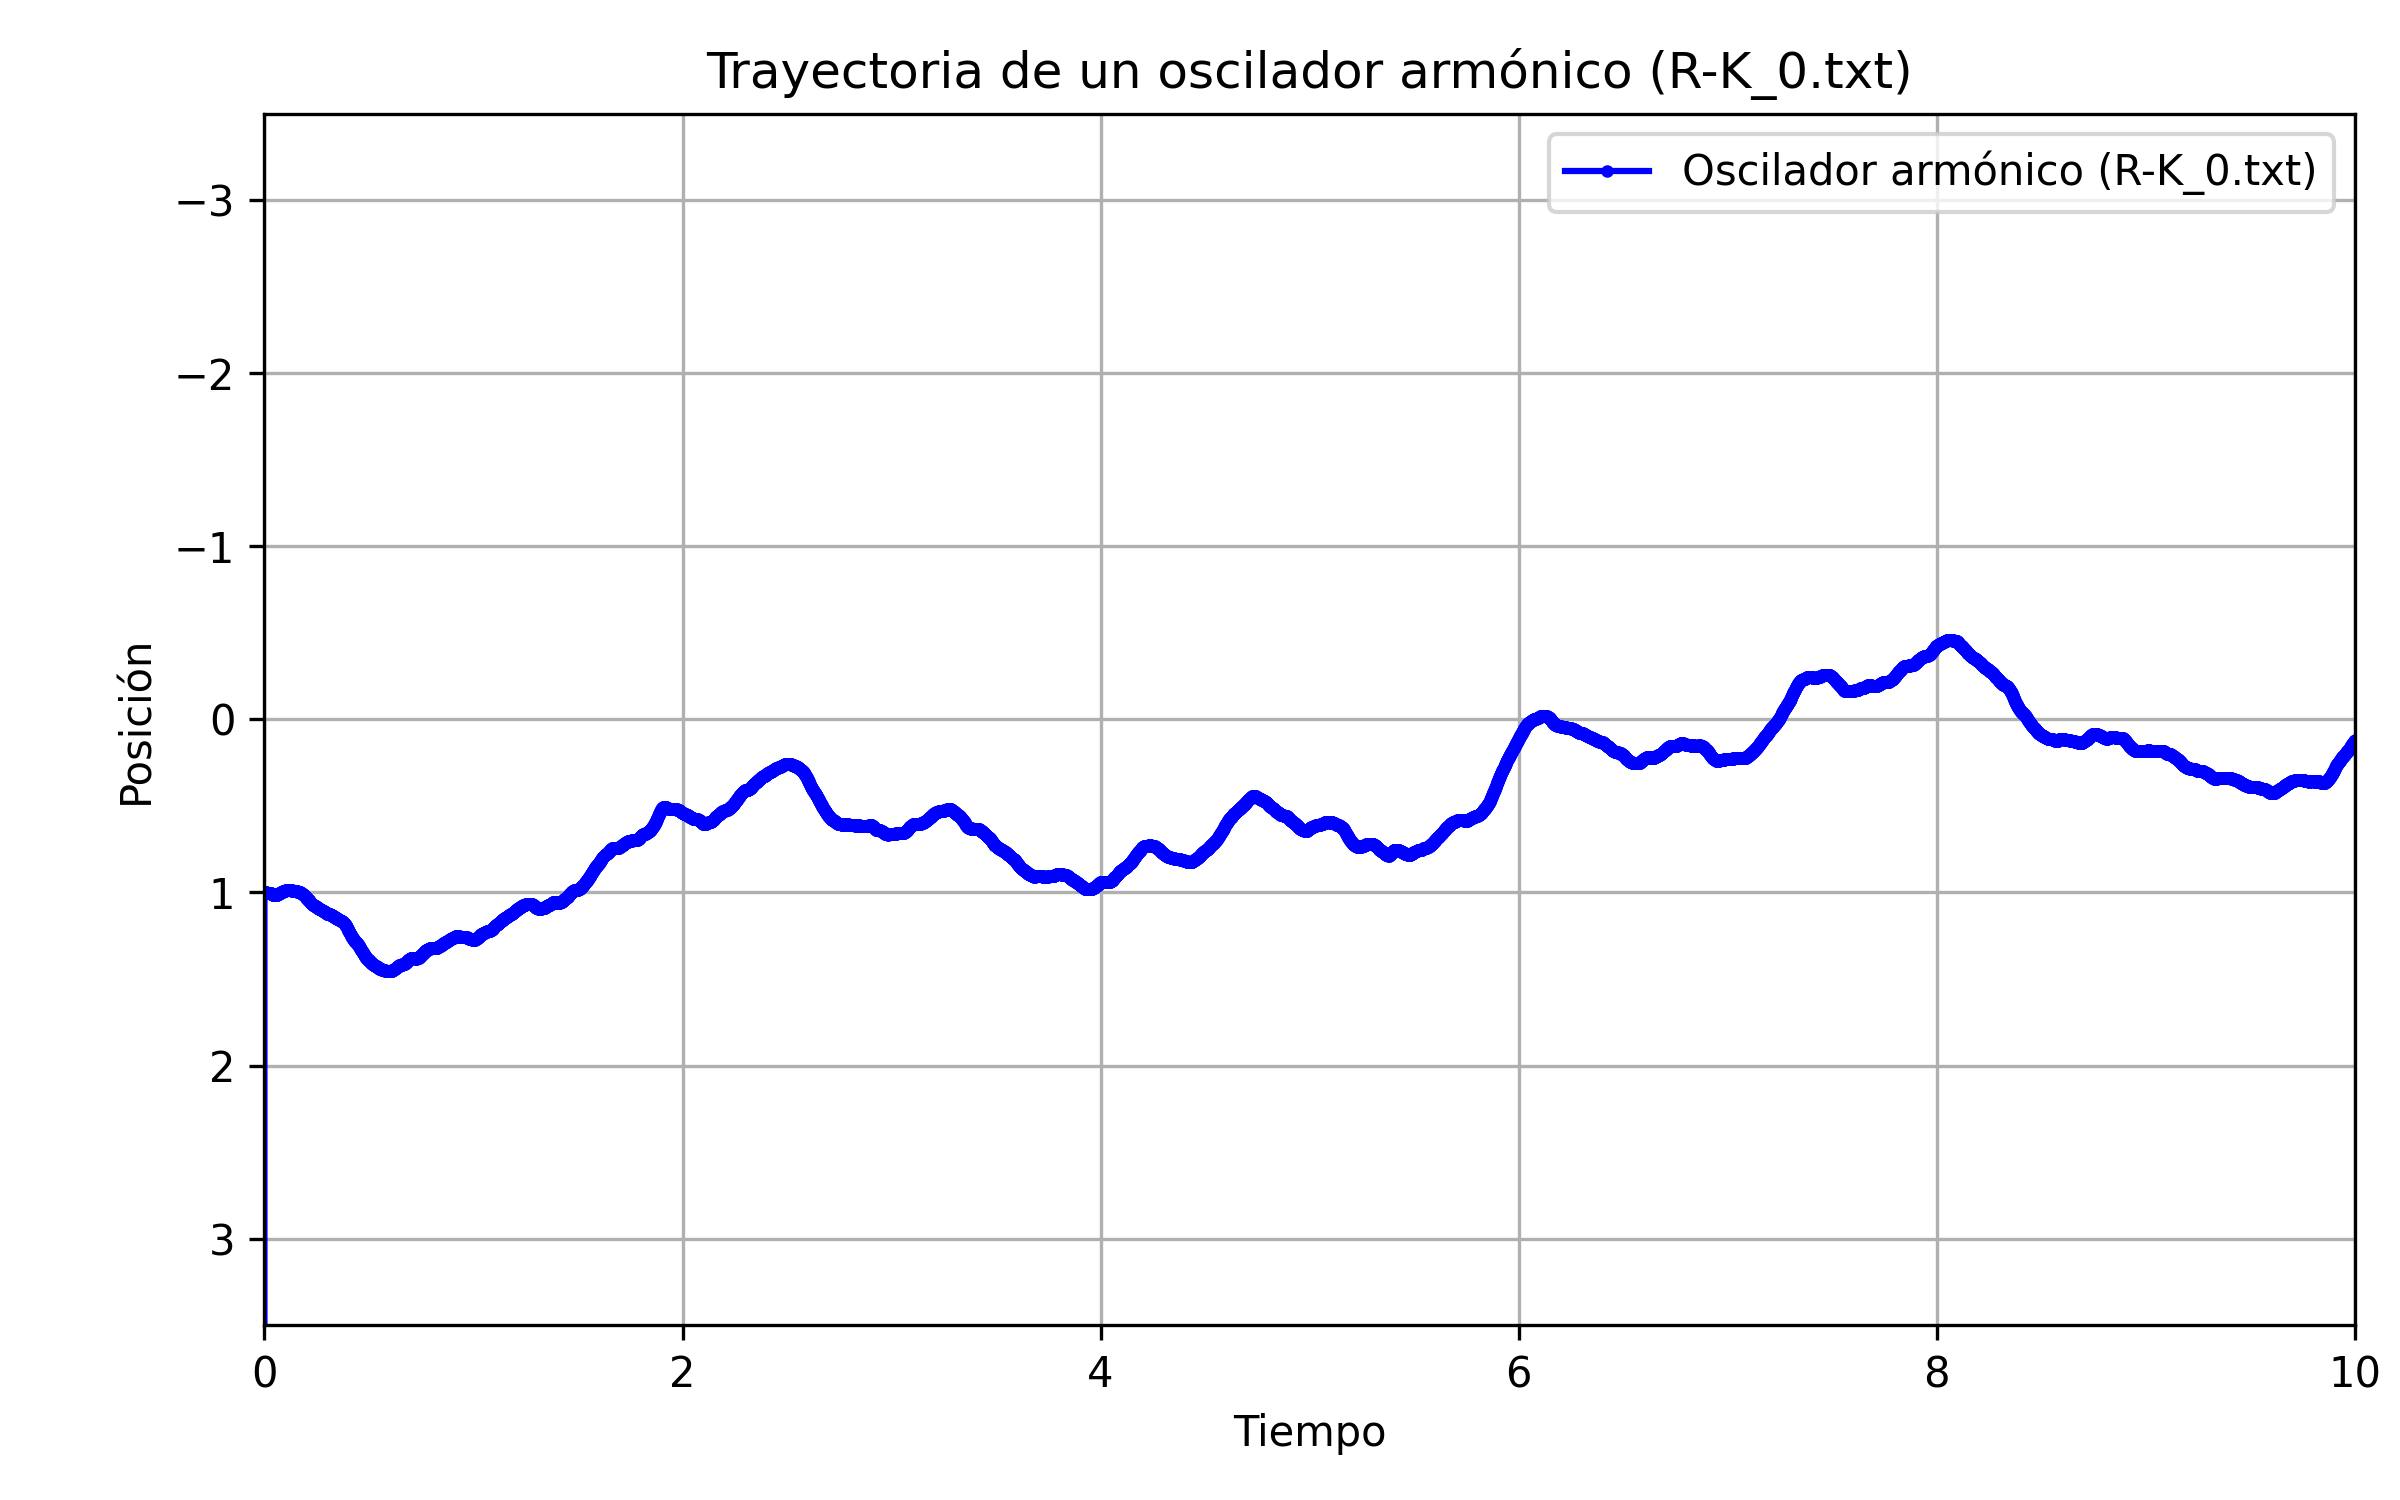 Trayectoria de un oscilador armónico (R-K_0.txt)
Oscilador armónico (R-K_0.txt)
Posición
−3
−2
−1
0
1
2
3
0 2 4 6 8 10
Tiempo